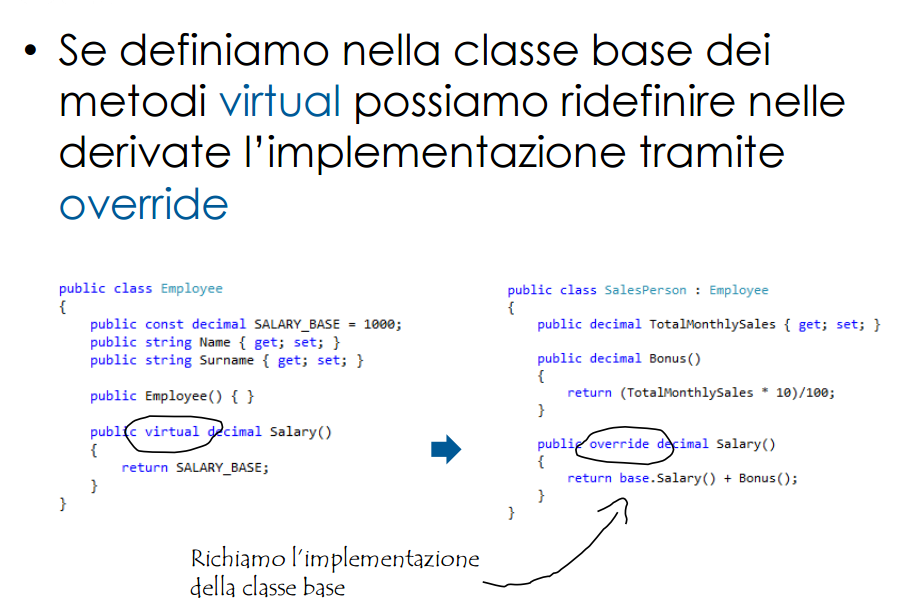 • Se definiamo nella classe base dei
metodi virtual possiamo ridefinire nelle
derivate l'implementazione tramite
override
public class Employee
{
public const decimal SALARY_BASE = 1000;
public string Name { get; set; }
public string Surname { get; set; }
public Employee() { }
public virtual decimal Salary()
{
return SALARY_BASE;
}
}
public class SalesPerson : Employee
{
public decimal TotalMonthlySales { get; set; }
public decimal Bonus()
{
return (TotalMonthlySales * 10)/100;
}
public override decimal Salary()
{
return base.Salary() + Bonus();
}
}
Richiamo l'implementazione
della classe base